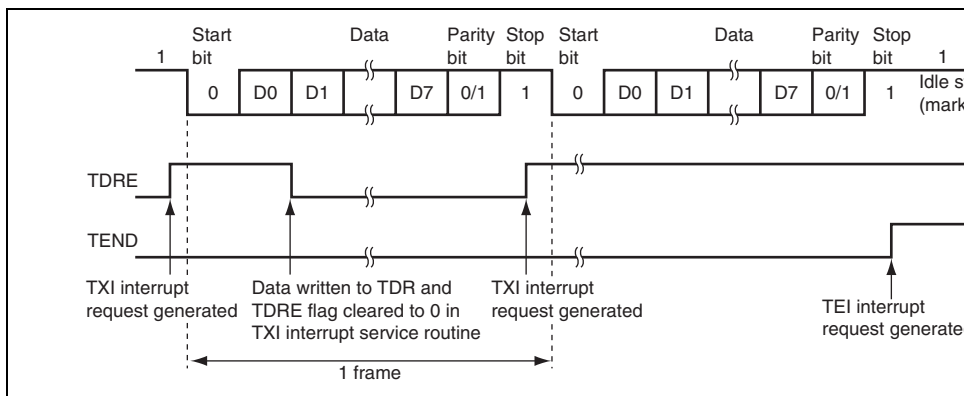 Start bit
Data
Parity bit
Stop bit
Start bit
Data
Parity bit
Stop bit
1
1
0
D0
D1
D7
0/1
1
0
D0
D1
D7
0/1
1
Idle
(mark
TDRE
TEND
TXI interrupt
request generated
Data written to TDR and
TDRE flag cleared to 0 in
TXI interrupt service routine
TXI interrupt
request generated
TEI interrupt
request generate
1 frame